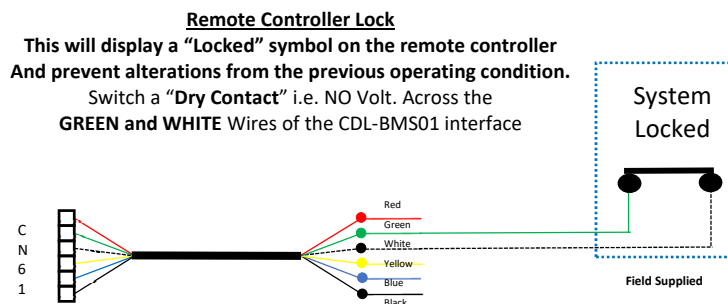 Remote Controller Lock
This will display a “Locked” symbol on the remote controller
And prevent alterations from the previous operating condition.
Switch a “Dry Contact” i.e. NO Volt. Across the
GREEN and WHITE Wires of the CDL-BMS01 interface
System
Locked
Red
Green
White
Yellow
Blue
Black
C
N
6
1
Field Supplied